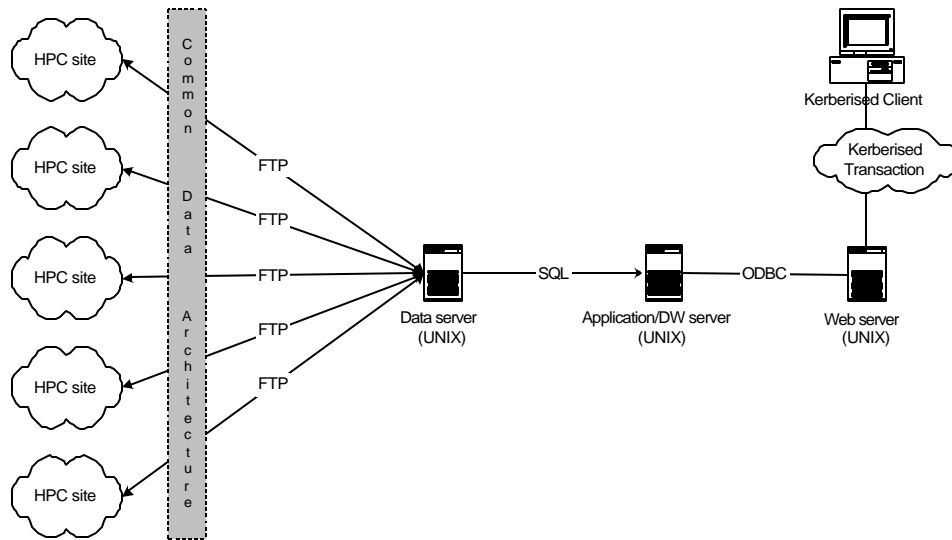 HPC site
HPC site
HPC site
HPC site
HPC site
Common Data Architecture
FTP
FTP
FTP
FTP
FTP
Data server
(UNIX)
SQL
Application/DW server
(UNIX)
ODBC
Web server
(UNIX)
Kerberised Client
Kerberised
Transaction